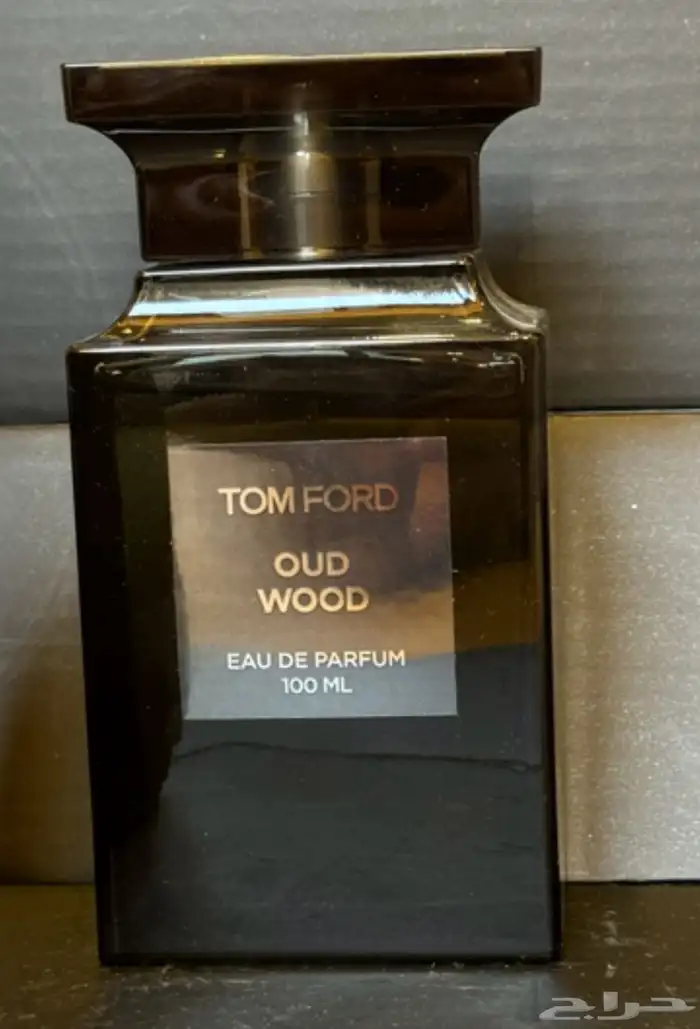 TOM FORD
OUD
WOOD
EAU DE PARFUM
100 ML
حراج